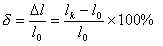 δ = Δl / l₀ = (lₖ − l₀) / l₀ × 100%